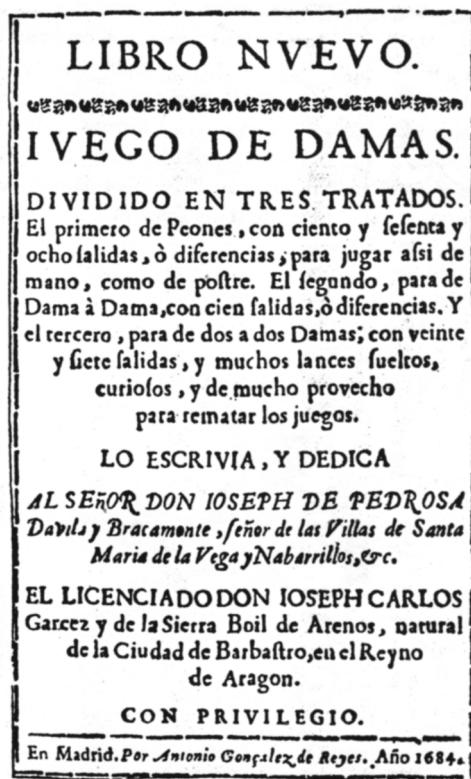 LIBRO NVEVO.
IVEGO DE DAMAS.
DIVIDIDO EN TRES TRATADOS.
El primero de Peones, con ciento y ſeſenta y
ocho ſalidas, ò diferencias, para jugar aſsi de
mano, como de poſtre. El ſegundo, para de
Dama à Dama, con cien ſalidas, ò diferencias. Y
el tercero, para de dos a dos Damas; con veinte
y ſiete ſalidas, y muchos lances ſueltos,
curioſos, y de mucho provecho
para rematar los juegos.
LO ESCRIVIA, Y DEDICA
AL SEñOR DON IOSEPH DE PEDROSA
Davila y Bracamonte, ſeñor de las Villas de Santa
Maria de la Vega y Nabarrillos, &c.
EL LICENCIADO DON IOSEPH CARLOS
Garcez y de la Sierra Boil de Arenos, natural
de la Ciudad de Barbaſtro, en el Reyno
de Aragon.
CON PRIVILEGIO.
En Madrid. Por Antonio Gonçalez de Reyes. Año 1684.